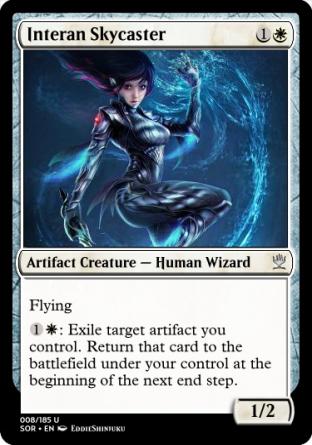 Interan Skycaster 1
Artifact Creature — Human Wizard
Flying
1: Exile target artifact you
control. Return that card to the
battlefield under your control at the
beginning of the next end step.
008/185 U
SOR • EN EddieShinjuku
1/2